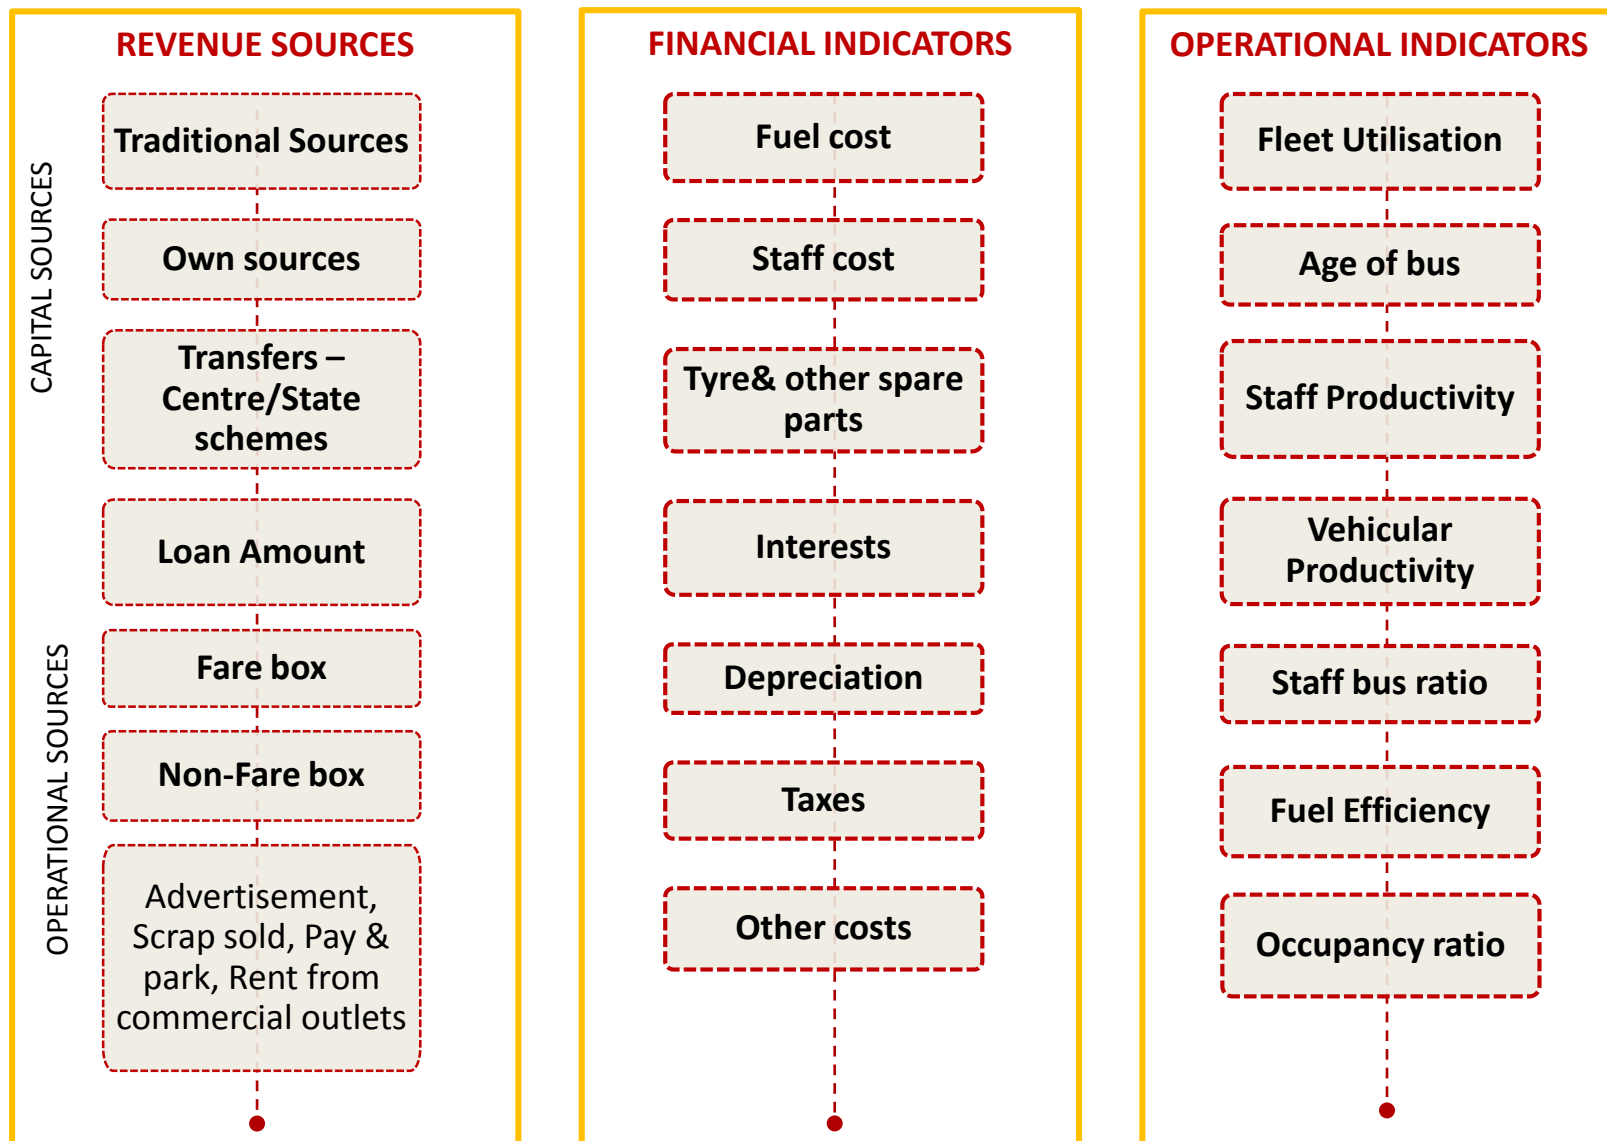 REVENUE SOURCES
CAPITAL SOURCES
Traditional Sources
Own sources
Transfers –
Centre/State
schemes
Loan Amount
OPERATIONAL SOURCES
Fare box
Non-Fare box
Advertisement,
Scrap sold, Pay &
park, Rent from
commercial outlets
FINANCIAL INDICATORS
Fuel cost
Staff cost
Tyre& other spare
parts
Interests
Depreciation
Taxes
Other costs
OPERATIONAL INDICATORS
Fleet Utilisation
Age of bus
Staff Productivity
Vehicular
Productivity
Staff bus ratio
Fuel Efficiency
Occupancy ratio